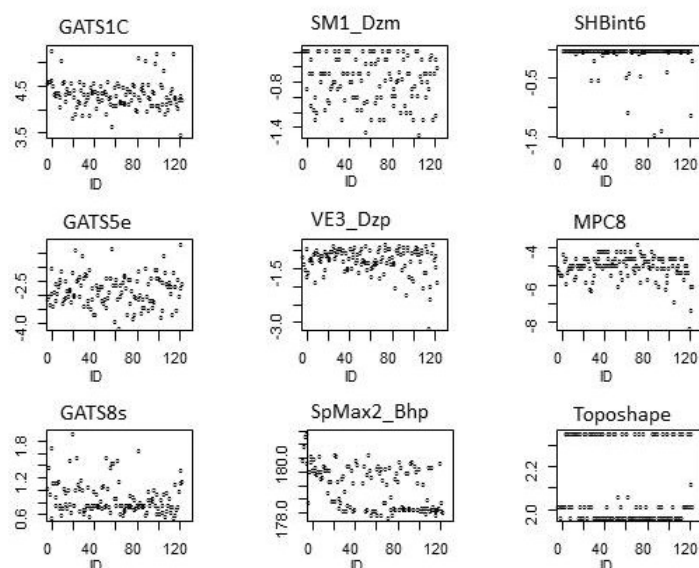 GATS1C
SM1_Dzm
SHBint6
4.5
3.5
-0.8
-1.4
-0.5
-1.5
0 40 80 120
0 40 80 120
0 40 80 120
ID
ID
ID
GATS5e
VE3_Dzp
MPC8
-2.5
-4.0
-1.5
-3.0
-4
-6
-8
0 40 80 120
0 40 80 120
0 40 80 120
ID
ID
ID
GATS8s
SpMax2_Bhp
Toposhape
1.8
1.2
0.6
180.0
178.0
2.2
2.0
0 40 80 120
0 40 80 120
0 40 80 120
ID
ID
ID